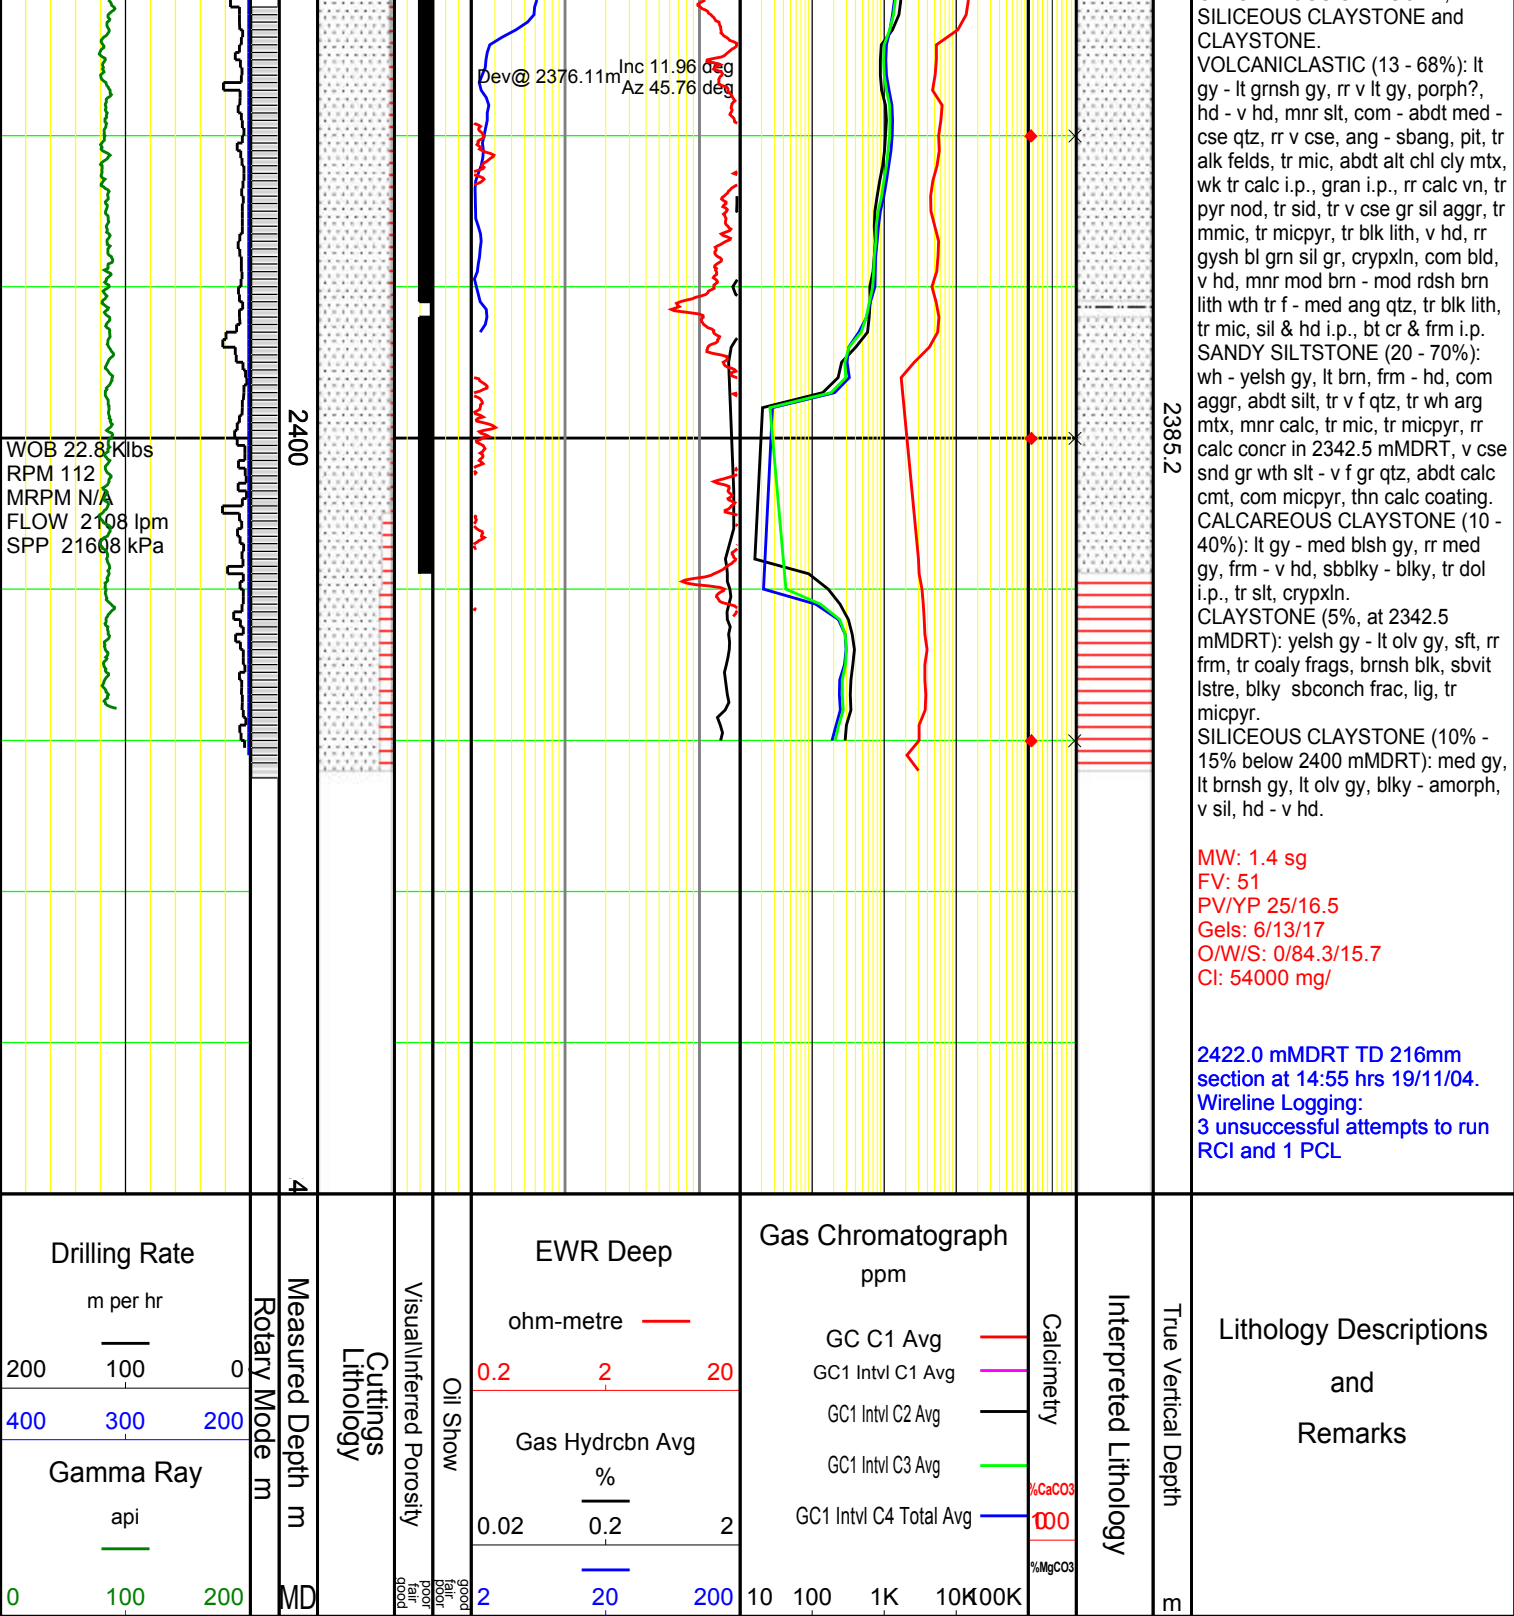 SILICEOUS CLAYSTONE and
CLAYSTONE.
VOLCANICLASTIC (13 - 68%): lt
gy - lt grnsh gy, rr v lt gy, porph?,
hd - v hd, mnr slt, com - abdt med -
cse qtz, rr v cse, ang - sbang, pit, tr
alk felds, tr mic, abdt alt chl cly mtx,
wk tr calc i.p., gran i.p., rr calc vn, tr
pyr nod, tr sid, tr v cse gr sil aggr, tr
mmic, tr micpyr, tr blk lith, v hd, rr
gysh bl grn sil gr, crypxln, com bld,
v hd, mnr mod brn - mod rdsh brn
lith wth tr f - med ang qtz, tr blk lith,
tr mic, sil & hd i.p., bt cr & frm i.p.
SANDY SILTSTONE (20 - 70%):
wh - yelsh gy, lt brn, frm - hd, com
aggr, abdt silt, tr v f qtz, tr wh arg
mtx, mnr calc, tr mic, tr micpyr, rr
calc concr in 2342.5 mMDRT, v cse
snd gr wth slt - v f gr qtz, abdt calc
cmt, com micpyr, thn calc coating.
CALCAREOUS CLAYSTONE (10 -
40%): lt gy - med blsh gy, rr med
gy, frm - v hd, sbblky - blky, tr dol
i.p., tr slt, crypxln.
CLAYSTONE (5%, at 2342.5
mMDRT): yelsh gy - lt olv gy, sft, rr
frm, tr coaly frags, brnsh blk, sbvit
lstre, blky sbconch frac, lig, tr
micpyr.
SILICEOUS CLAYSTONE (10% -
15% below 2400 mMDRT): med gy,
lt brnsh gy, lt olv gy, blky - amorph,
v sil, hd - v hd.
MW: 1.4 sg
FV: 51
PV/YP 25/16.5
Gels: 6/13/17
O/W/S: 0/84.3/15.7
Cl: 54000 mg/
2422.0 mMDRT TD 216mm
section at 14:55 hrs 19/11/04.
Wireline Logging:
3 unsuccessful attempts to run
RCI and 1 PCL
Dev@ 2376.11m
Inc 11.96 deg
Az 45.76 deg
WOB 22.8 Klbs
RPM 112
MRPM N/A
FLOW 2108 lpm
SPP 21608 kPa
2400
2385.2
4
Drilling Rate
m per hr
200 100 0
400 300 200
Gamma Ray
api
0 100 200
Rotary Mode m
Measured Depth m
MD
Cuttings
Lithology
Visual\Inferred Porosity
poor
fair
good
Oil Show
good
fair
poor
EWR Deep
ohm-metre
0.2 2 20
Gas Hydrcbn Avg
%
0.02 0.2 2
2 20 200
Gas Chromatograph
ppm
GC C1 Avg
GC1 Intvl C1 Avg
GC1 Intvl C2 Avg
GC1 Intvl C3 Avg
GC1 Intvl C4 Total Avg
10 100 1K 10K 100K
Calcimetry
%CaCO3
%MgCO3
Interpreted Lithology
True Vertical Depth
m
Lithology Descriptions
and
Remarks